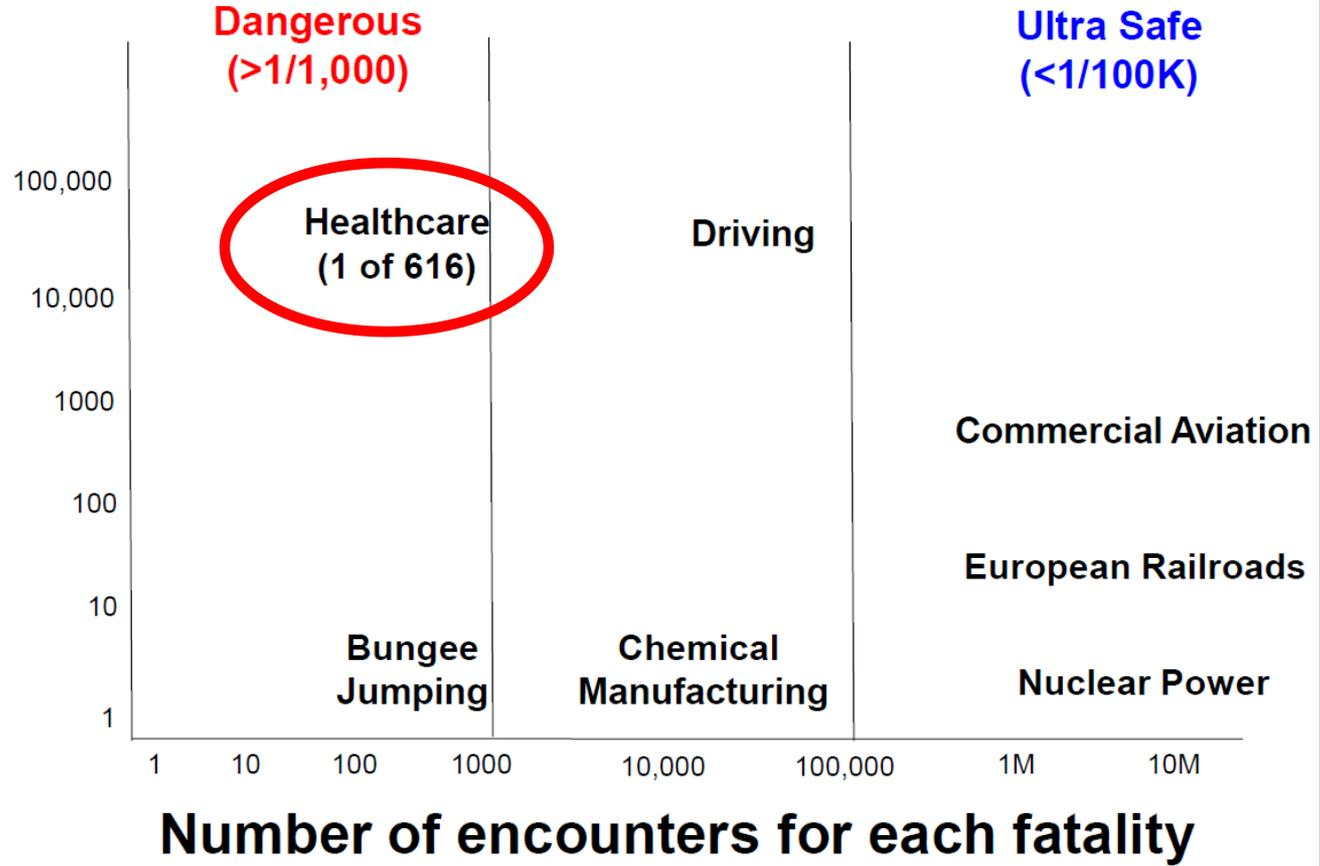 Dangerous
(>1/1,000)
Ultra Safe
(<1/100K)
100,000
Healthcare
(1 of 616)
Driving
10,000
1000
Commercial Aviation
100
European Railroads
10
Bungee
Jumping
Chemical
Manufacturing
Nuclear Power
1
1 10 100 1000 10,000 100,000 1M 10M
Number of encounters for each fatality